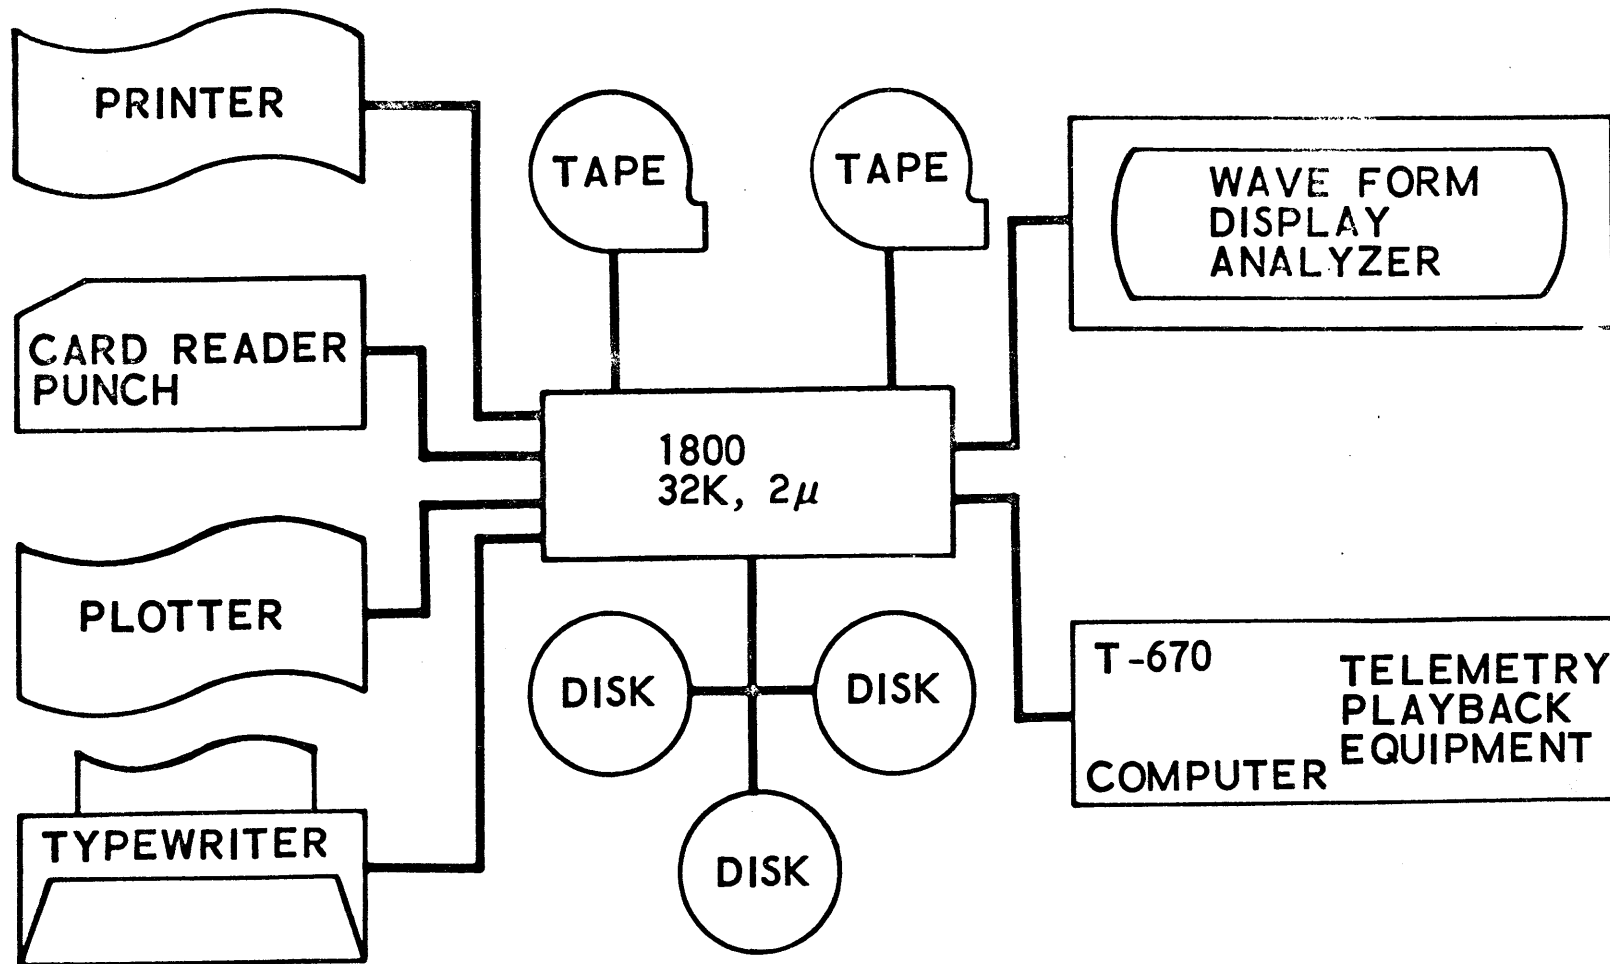 PRINTER
TAPE
TAPE
WAVE FORM
DISPLAY
ANALYZER
CARD READER
PUNCH
1800
32K, 2μ
PLOTTER
DISK
DISK
T-670
COMPUTER
TELEMETRY
PLAYBACK
EQUIPMENT
TYPEWRITER
DISK